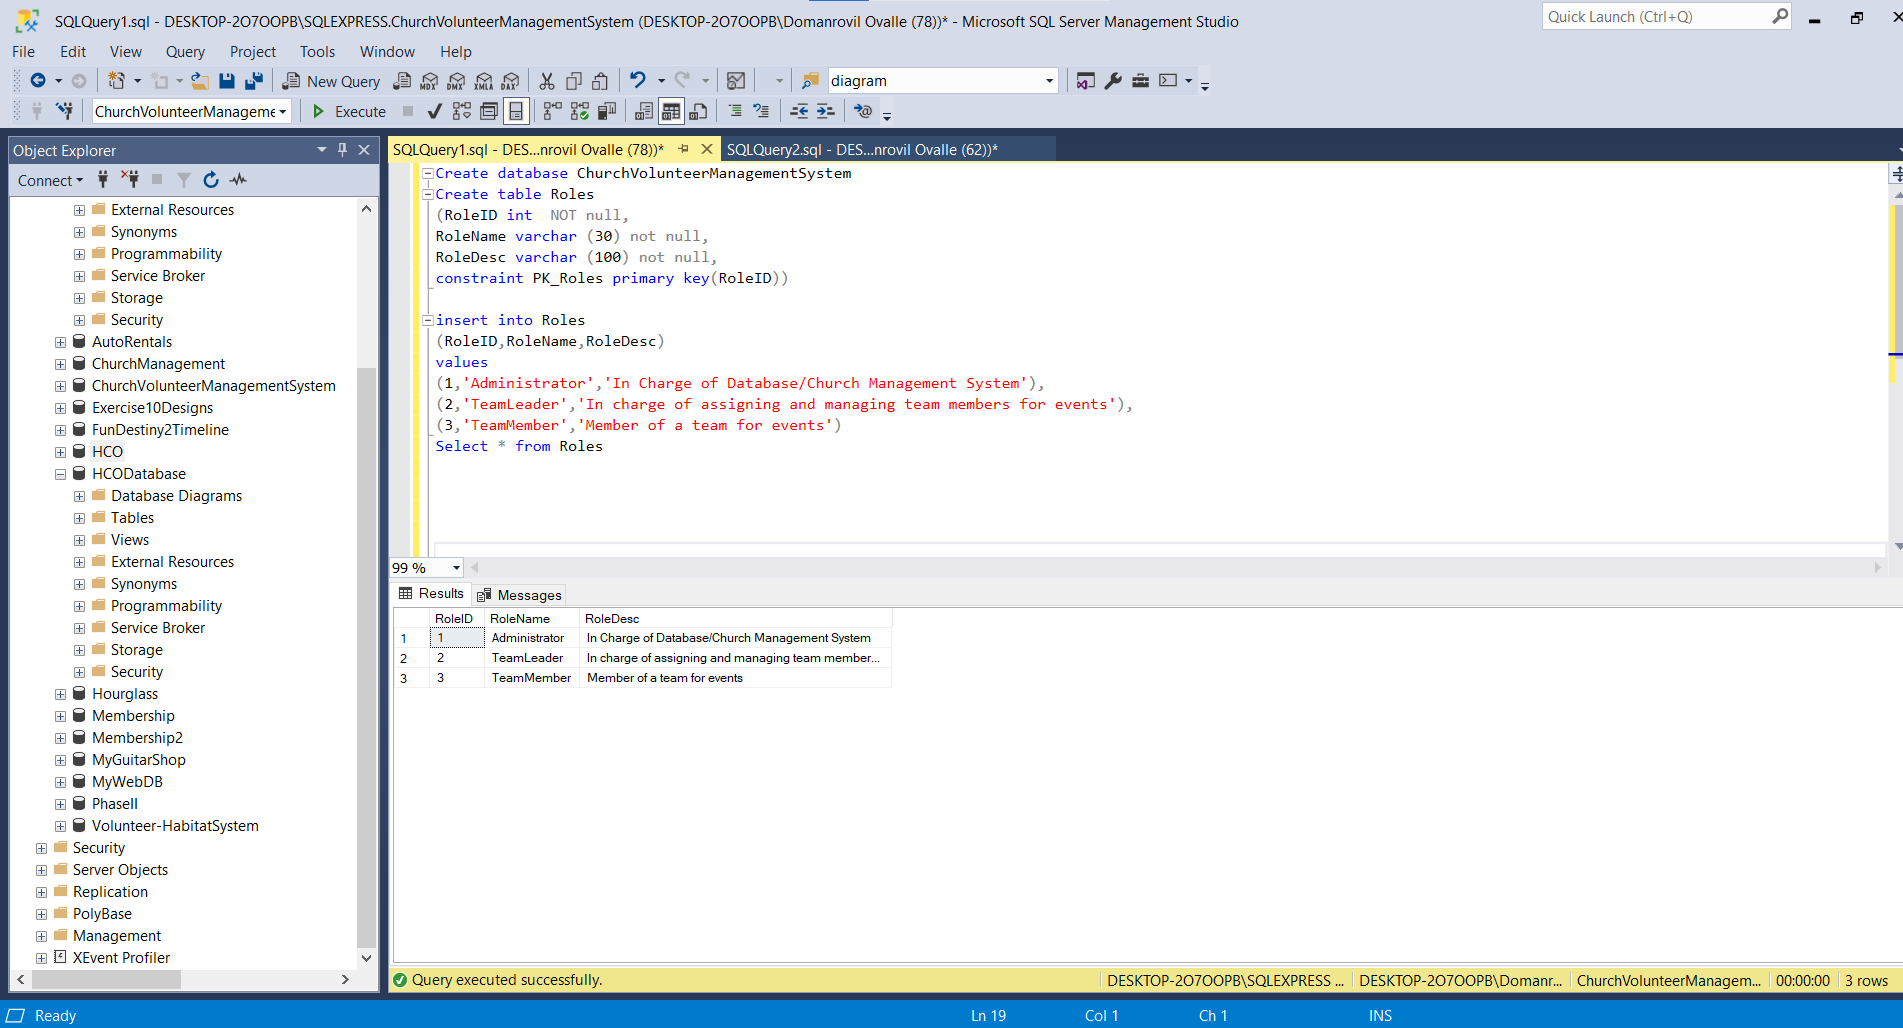 SQLQuery1.sql - DESKTOP-2O7OOPB\SQLEXPRESS.ChurchVolunteerManagementSystem (DESKTOP-2O7OOPB\Domanrovil Ovalle (78))* - Microsoft SQL Server Management Studio
Quick Launch (Ctrl+Q)
File Edit View Query Project Tools Window Help
New Query
MDX DMX XMLA DAX
diagram
ChurchVolunteerManageme
Execute
Object Explorer
Connect
External Resources
Synonyms
Programmability
Service Broker
Storage
Security
AutoRentals
ChurchManagement
ChurchVolunteerManagementSystem
Exercise10Designs
FunDestiny2Timeline
HCO
HCODatabase
Database Diagrams
Tables
Views
External Resources
Synonyms
Programmability
Service Broker
Storage
Security
Hourglass
Membership
Membership2
MyGuitarShop
MyWebDB
PhaseII
Volunteer-HabitatSystem
Security
Server Objects
Replication
PolyBase
Management
XEvent Profiler
SQLQuery1.sql - DES...nrovil Ovalle (78))*
SQLQuery2.sql - DES...nrovil Ovalle (62))*
Create database ChurchVolunteerManagementSystem
Create table Roles
(RoleID int  NOT null,
RoleName varchar (30) not null,
RoleDesc varchar (100) not null,
constraint PK_Roles primary key(RoleID))
insert into Roles
(RoleID,RoleName,RoleDesc)
values
(1,'Administrator','In Charge of Database/Church Management System'),
(2,'TeamLeader','In charge of assigning and managing team members for events'),
(3,'TeamMember','Member of a team for events')
Select * from Roles
99 %
Results Messages
RoleID RoleName RoleDesc
1 1 Administrator In Charge of Database/Church Management System
2 2 TeamLeader In charge of assigning and managing team member...
3 3 TeamMember Member of a team for events
Query executed successfully.
DESKTOP-2O7OOPB\SQLEXPRESS ... DESKTOP-2O7OOPB\Domanr... ChurchVolunteerManagem... 00:00:00 3 rows
Ready
Ln 19 Col 1 Ch 1 INS